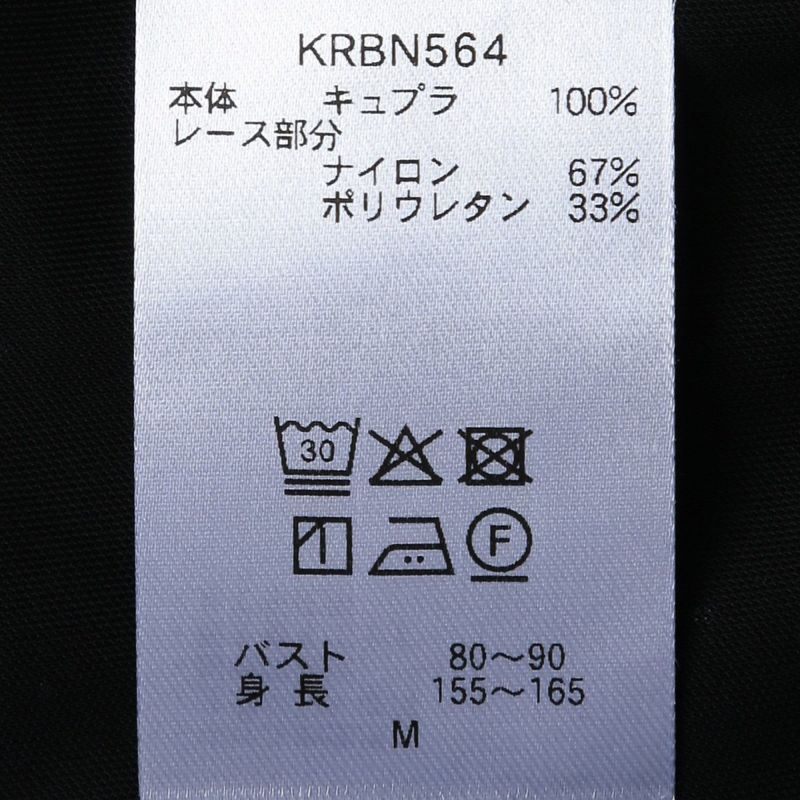 KRBN564
本体 キュプラ 100%
レース部分
ナイロン 67%
ポリウレタン 33%
30
F
バスト 80〜90
身長 155〜165
M